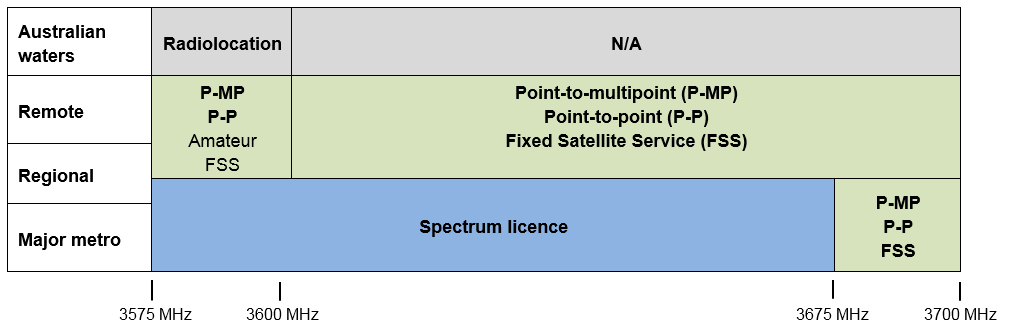 Australian
waters
Radiolocation
N/A
Remote
P-MP
P-P
Amateur
FSS
Point-to-multipoint (P-MP)
Point-to-point (P-P)
Fixed Satellite Service (FSS)
Regional
Major metro
Spectrum licence
P-MP
P-P
FSS
3575 MHz
3600 MHz
3675 MHz
3700 MHz